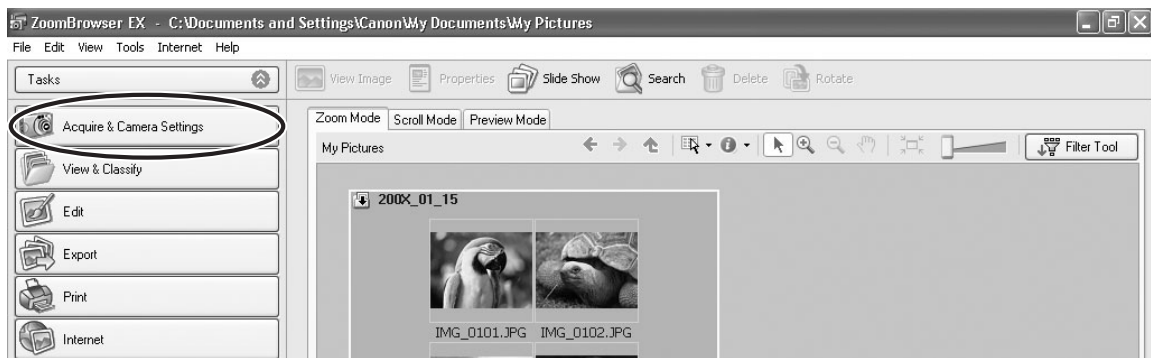 ZoomBrowser EX - C:\Documents and Settings\Canon\My Documents\My Pictures
File Edit View Tools Internet Help
Tasks
View Image Properties Slide Show Search Delete Rotate
Acquire & Camera Settings
Zoom Mode Scroll Mode Preview Mode
My Pictures
Filter Tool
View & Classify
200X_01_15
Edit
Export
Print
IMG_0101.JPG IMG_0102.JPG
Internet